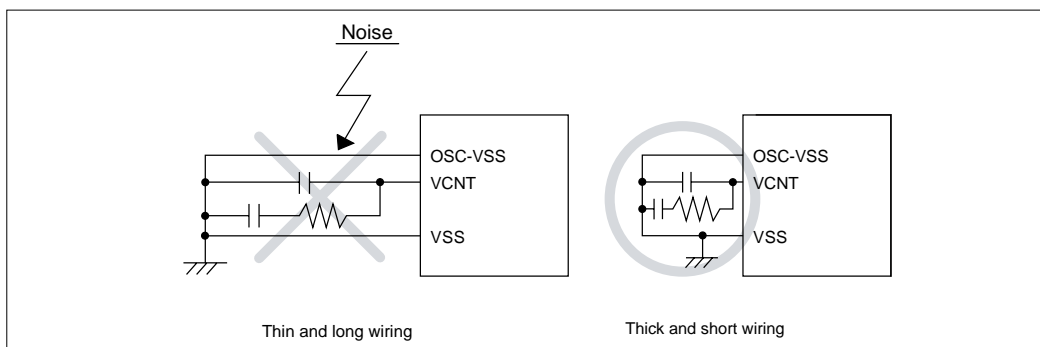 Noise
OSC-VSS
VCNT
VSS
OSC-VSS
VCNT
VSS
Thin and long wiring
Thick and short wiring